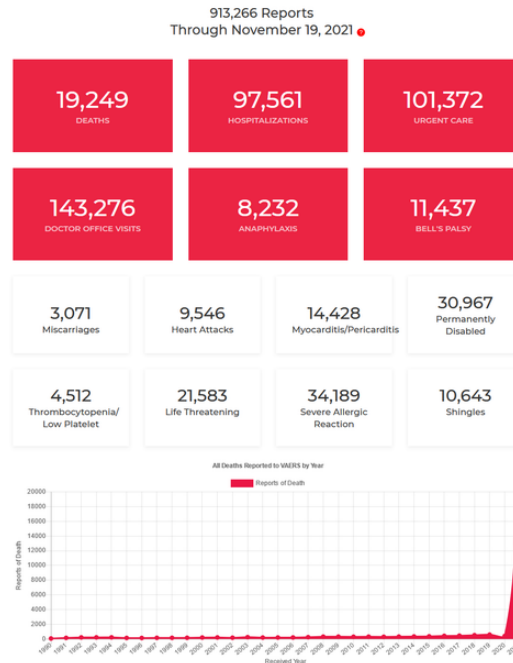 913,266 Reports
Through November 19, 2021 ?
19,249
DEATHS
97,561
HOSPITALIZATIONS
101,372
URGENT CARE
143,276
DOCTOR OFFICE VISITS
8,232
ANAPHYLAXIS
11,437
BELL'S PALSY
3,071
Miscarriages
9,546
Heart Attacks
14,428
Myocarditis/Pericarditis
30,967
Permanently
Disabled
4,512
Thrombocytopenia/
Low Platelet
21,583
Life Threatening
34,189
Severe Allergic
Reaction
10,643
Shingles
All Deaths Reported to VAERS by Year
Reports of Death
Reports of Death
20000
18000
16000
14000
12000
10000
8000
6000
4000
2000
0
1990 1991 1992 1993 1994 1995 1996 1997 1998 1999 2000 2001 2002 2003 2004 2005 2006 2007 2008 2009 2010 2011 2012 2013 2014 2015 2016 2017 2018 2019 2020
Received Year